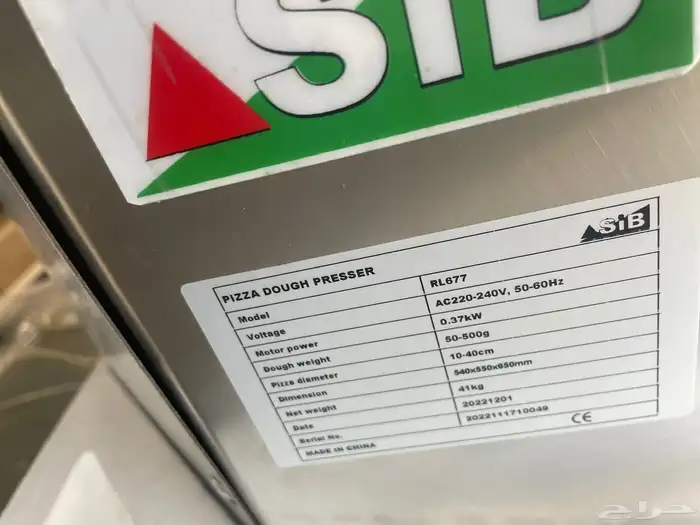 SiB
SiB
PIZZA DOUGH PRESSER
Model RL677
Voltage AC220-240V, 50-60Hz
Motor power 0.37kW
Dough weight 50-500g
Pizza diameter 10-40cm
Dimension 540x550x650mm
Net weight 41kg
Date 20221201
Serial No. 2022111710049
MADE IN CHINA CE
حراج